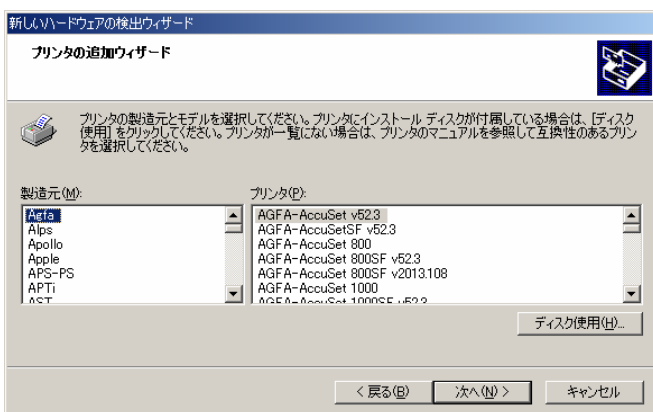 新しいハードウェアの検出ウィザード
プリンタの追加ウィザード
プリンタの製造元とモデルを選択してください。プリンタにインストール ディスクが付属している場合は、[ディスク
使用] をクリックしてください。プリンタが一覧にない場合は、プリンタのマニュアルを参照して互換性のあるプリン
タを選択してください。
製造元(M):
プリンタ(P):
Agfa
Alps
Apollo
Apple
APS-PS
APTi
AST
AGFA-AccuSet v52.3
AGFA-AccuSetSF v52.3
AGFA-AccuSet 800
AGFA-AccuSet 800SF v52.3
AGFA-AccuSet 800SF v2013.108
AGFA-AccuSet 1000
AGFA-AccuSet 1000SF v52.3
ディスク使用(H)...
< 戻る(B)
次へ(N) >
キャンセル